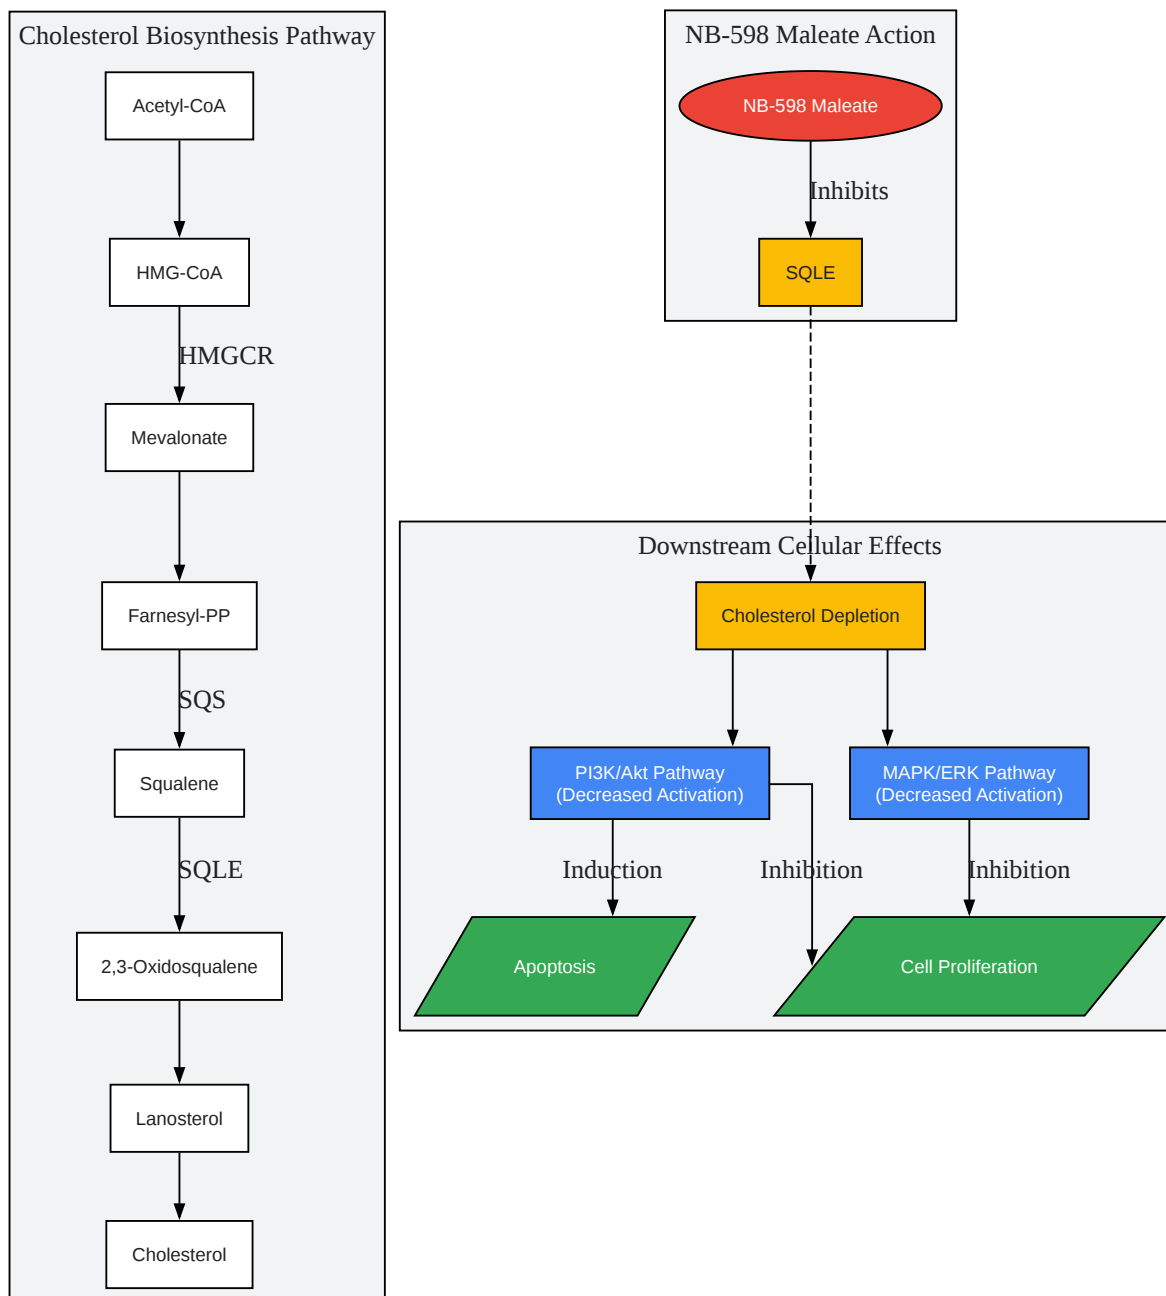 Cholesterol Biosynthesis Pathway
Acetyl-CoA
HMG-CoA
HMGCR
Mevalonate
Farnesyl-PP
SQS
Squalene
SQLE
2,3-Oxidosqualene
Lanosterol
Cholesterol
NB-598 Maleate Action
NB-598 Maleate
Inhibits
SQLE
Downstream Cellular Effects
Cholesterol Depletion
PI3K/Akt Pathway
(Decreased Activation)
MAPK/ERK Pathway
(Decreased Activation)
Induction
Inhibition
Inhibition
Apoptosis
Cell Proliferation